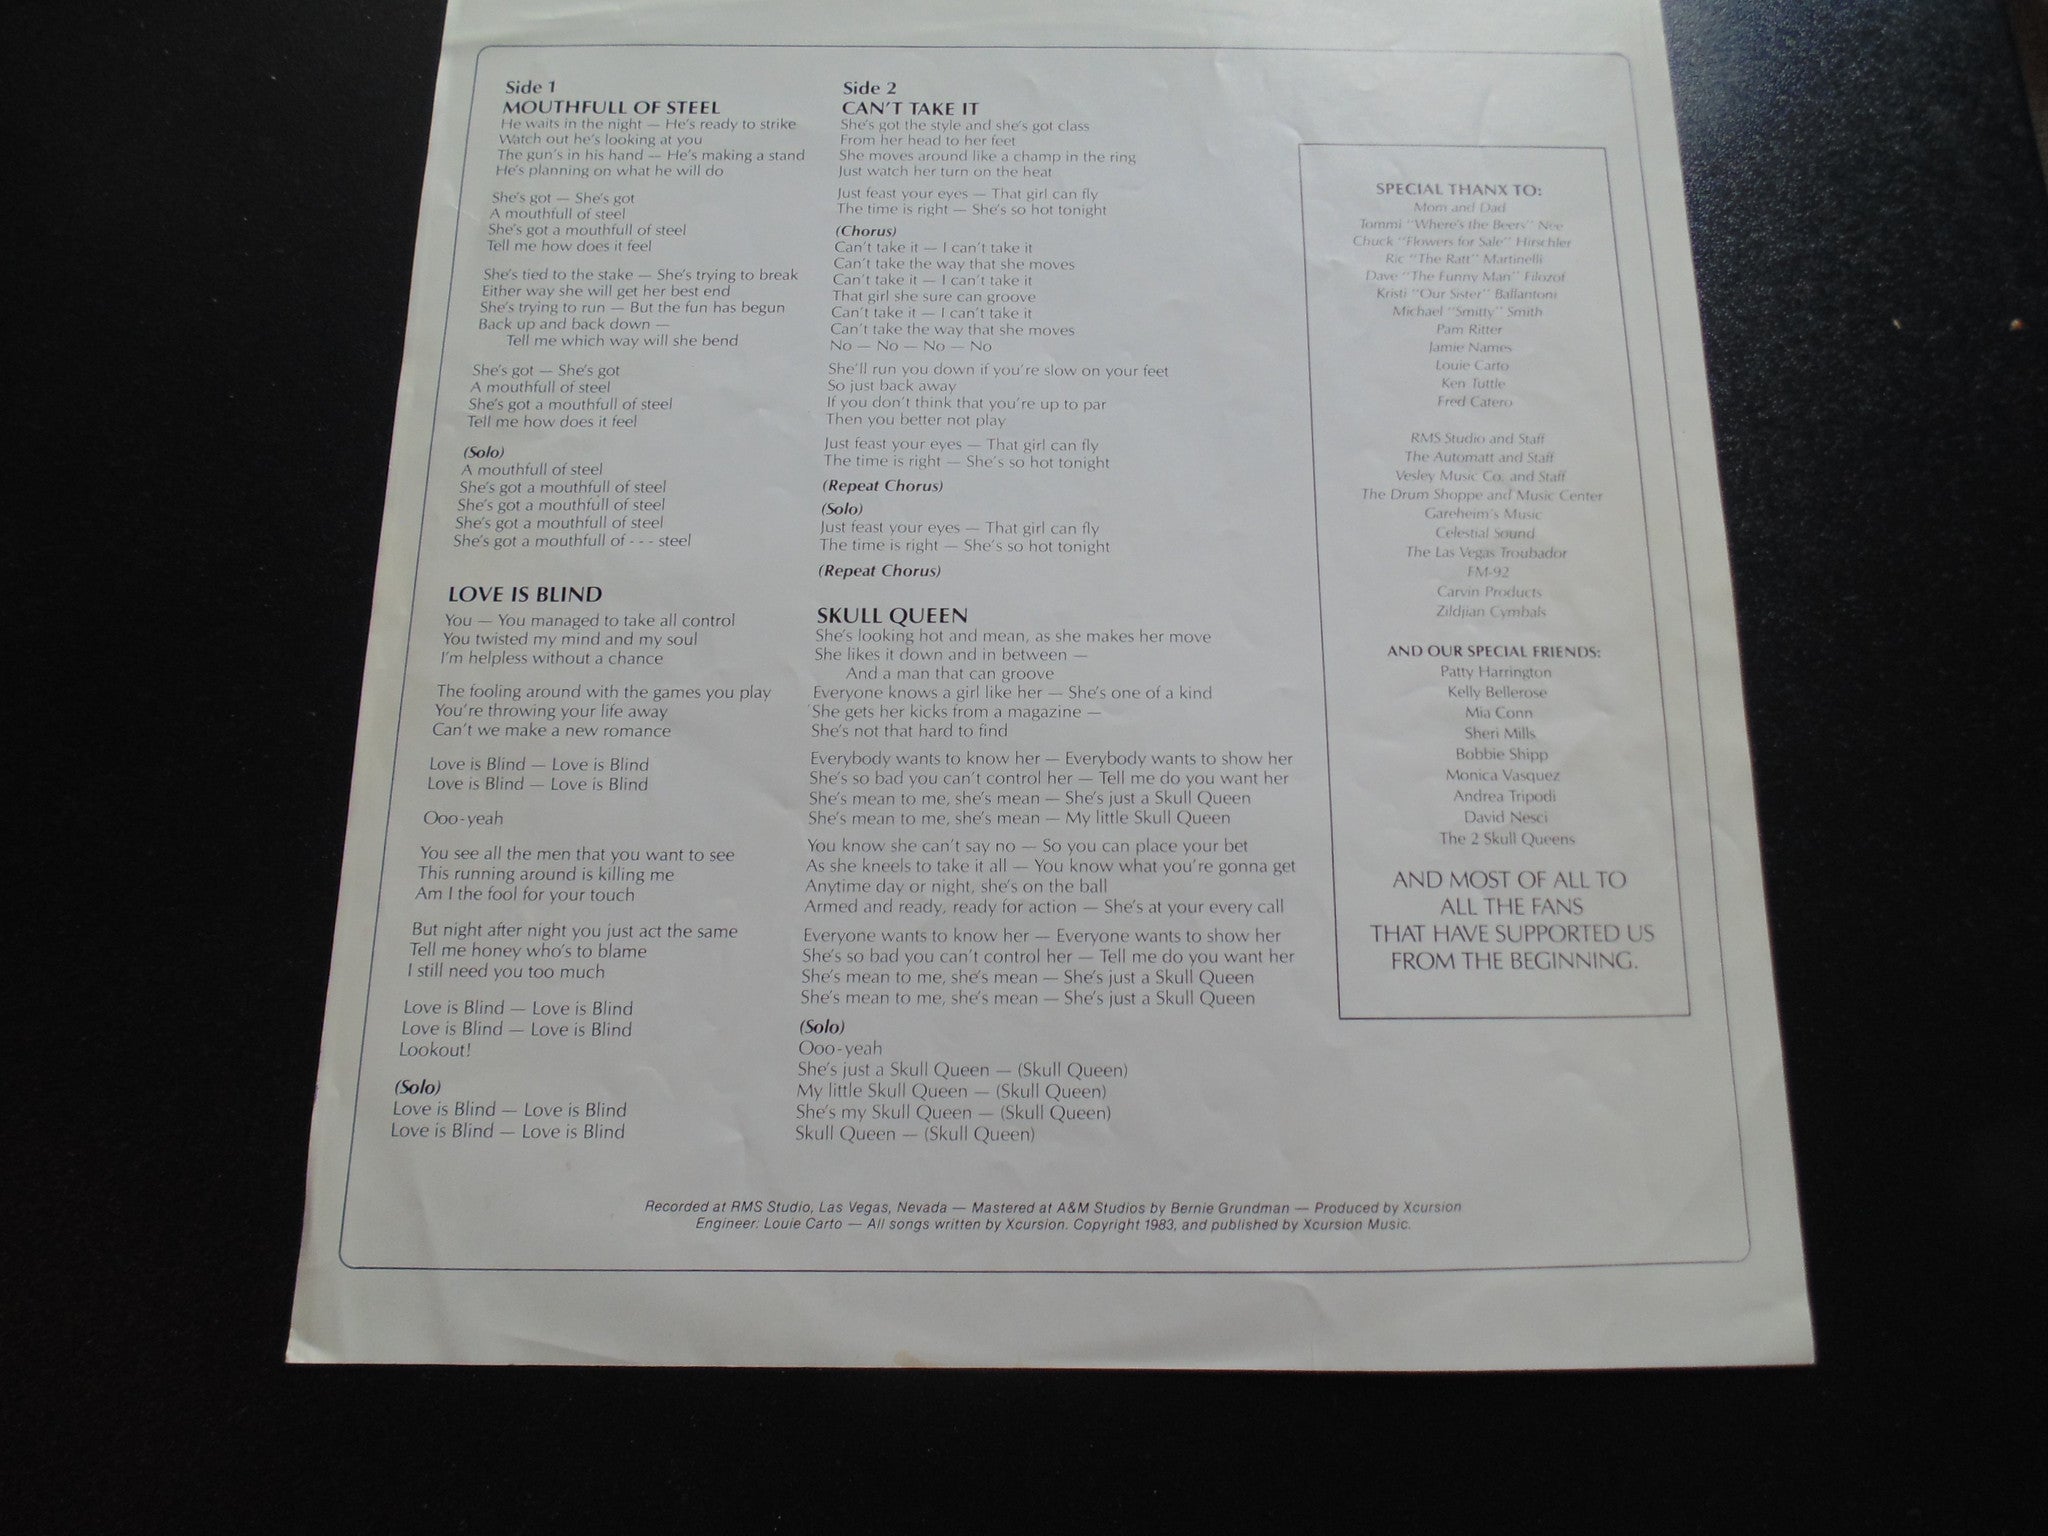 Side 1
MOUTHFULL OF STEEL
He waits in the night — He's ready to strike
Watch out he's looking at you
The gun's in his hand — He's making a stand
He's planning on what he will do
She's got — She's got
A mouthfull of steel
She's got a mouthfull of steel
Tell me how does it feel
She's tied to the stake — She's trying to break
Either way she will get her best end
She's trying to run — But the fun has begun
Back up and back down —
Tell me which way will she bend
She's got — She's got
A mouthfull of steel
She's got a mouthfull of steel
Tell me how does it feel
(Solo)
A mouthfull of steel
She's got a mouthfull of steel
She's got a mouthfull of steel
She's got a mouthfull of steel
She's got a mouthfull of - - - steel
LOVE IS BLIND
You — You managed to take all control
You twisted my mind and my soul
I'm helpless without a chance
The fooling around with the games you play
You're throwing your life away
Can't we make a new romance
Love is Blind — Love is Blind
Love is Blind — Love is Blind
Ooo-yeah
You see all the men that you want to see
This running around is killing me
Am I the fool for your touch
But night after night you just act the same
Tell me honey who's to blame
I still need you too much
Love is Blind — Love is Blind
Love is Blind — Love is Blind
Lookout!
(Solo)
Love is Blind — Love is Blind
Love is Blind — Love is Blind
Side 2
CAN'T TAKE IT
She's got the style and she's got class
From her head to her feet
She moves around like a champ in the ring
Just watch her turn on the heat
Just feast your eyes — That girl can fly
The time is right — She's so hot tonight
(Chorus)
Can't take it — I can't take it
Can't take the way that she moves
Can't take it — I can't take it
That girl she sure can groove
Can't take it — I can't take it
Can't take the way that she moves
No — No — No — No
She'll run you down if you're slow on your feet
So just back away
If you don't think that you're up to par
Then you better not play
Just feast your eyes — That girl can fly
The time is right — She's so hot tonight
(Repeat Chorus)
(Solo)
Just feast your eyes — That girl can fly
The time is right — She's so hot tonight
(Repeat Chorus)
SKULL QUEEN
She's looking hot and mean, as she makes her move
She likes it down and in between —
And a man that can groove
Everyone knows a girl like her — She's one of a kind
She gets her kicks from a magazine —
She's not that hard to find
Everybody wants to know her — Everybody wants to show her
She's so bad you can't control her — Tell me do you want her
She's mean to me, she's mean — She's just a Skull Queen
She's mean to me, she's mean — My little Skull Queen
You know she can't say no — So you can place your bet
As she kneels to take it all — You know what you're gonna get
Anytime day or night, she's on the ball
Armed and ready, ready for action — She's at your every call
Everyone wants to know her — Everyone wants to show her
She's so bad you can't control her — Tell me do you want her
She's mean to me, she's mean — She's just a Skull Queen
She's mean to me, she's mean — She's just a Skull Queen
(Solo)
Ooo-yeah
She's just a Skull Queen — (Skull Queen)
My little Skull Queen — (Skull Queen)
She's my Skull Queen — (Skull Queen)
Skull Queen — (Skull Queen)
SPECIAL THANX TO:
Mom and Dad
Tommi "Where's the Beers" Nee
Chuck "Flowers for Sale" Hirschler
Ric "The Ratt" Martinelli
Dave "The Funny Man" Filozof
Kristi "Our Sister" Ballantoni
Michael "Smitty" Smith
Pam Ritter
Jamie Names
Louie Carto
Ken Tuttle
Fred Catero
RMS Studio and Staff
The Automatt and Staff
Vesley Music Co. and Staff
The Drum Shoppe and Music Center
Gareheim's Music
Celestial Sound
The Las Vegas Troubador
FM-92
Carvin Products
Zildjian Cymbals
AND OUR SPECIAL FRIENDS:
Patty Harrington
Kelly Bellerose
Mia Conn
Sheri Mills
Bobbie Shipp
Monica Vasquez
Andrea Tripodi
David Nesci
The 2 Skull Queens
AND MOST OF ALL TO
ALL THE FANS
THAT HAVE SUPPORTED US
FROM THE BEGINNING.
Recorded at RMS Studio, Las Vegas, Nevada — Mastered at A&M Studios by Bernie Grundman — Produced by Xcursion
Engineer: Louie Carto — All songs written by Xcursion. Copyright 1983, and published by Xcursion Music.